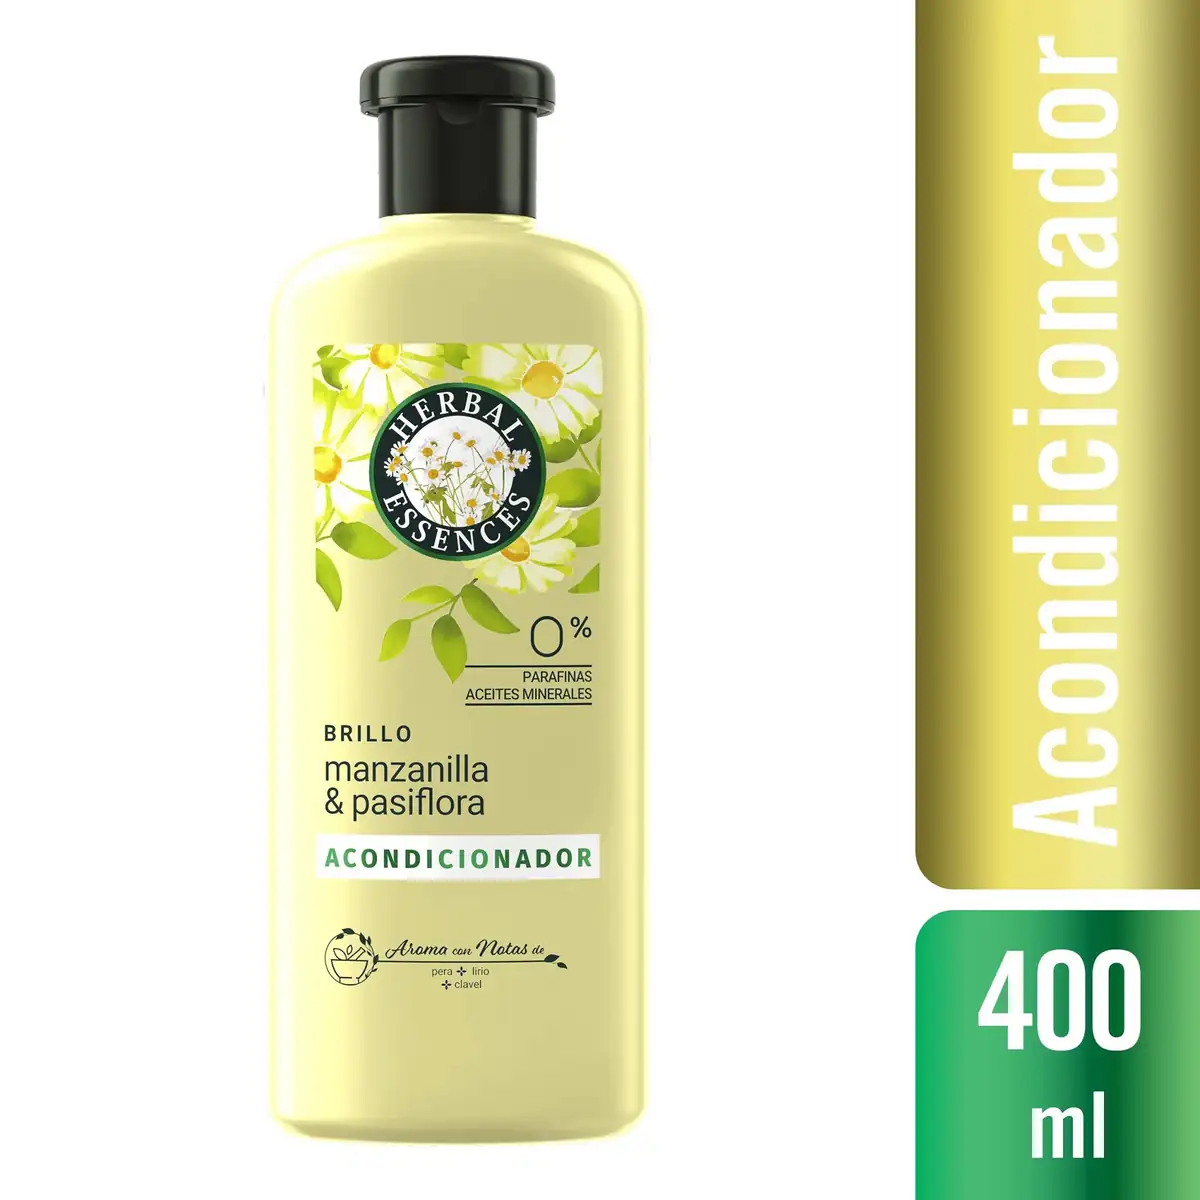 HERBAL
ESSENCES
0%
PARAFINAS
ACEITES MINERALES
BRILLO
manzanilla
& pasiflora
ACONDICIONADOR
Aroma con Notas de
pera + lirio
+ clavel
Acondicionador
400
ml